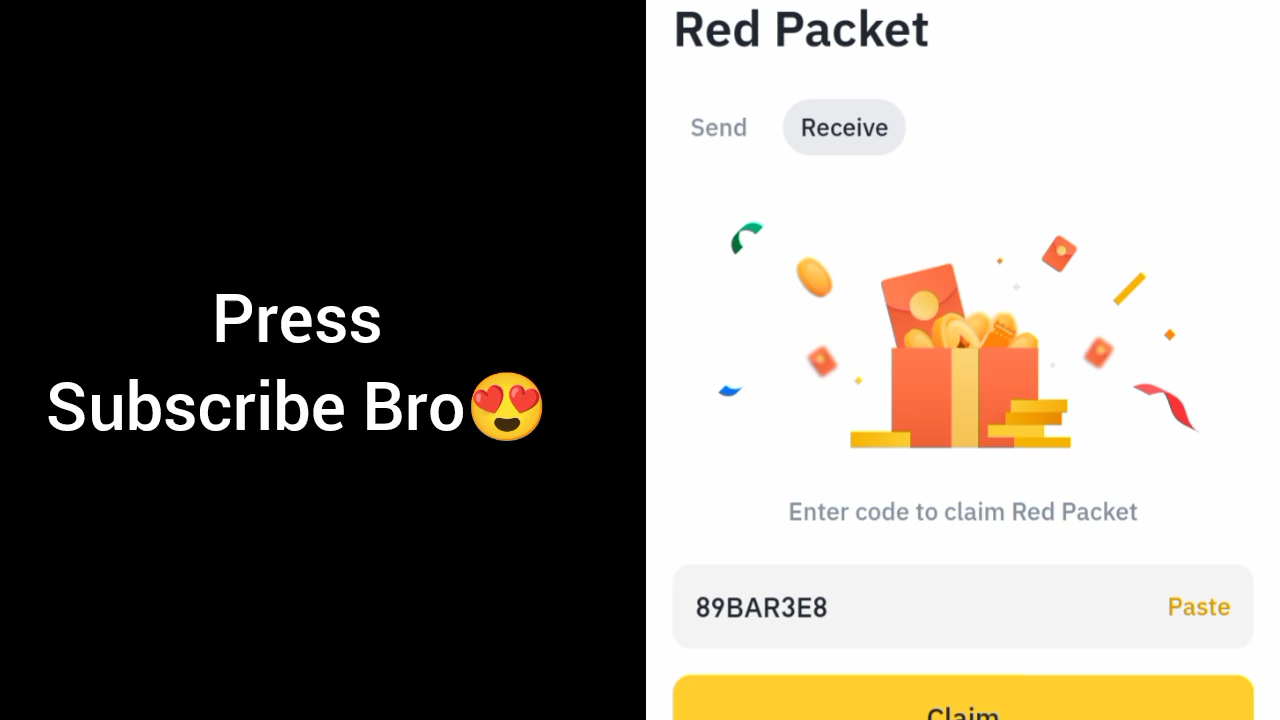 Press
Subscribe Bro😍
Red Packet
Send Receive
Enter code to claim Red Packet
89BAR3E8 Paste
Claim